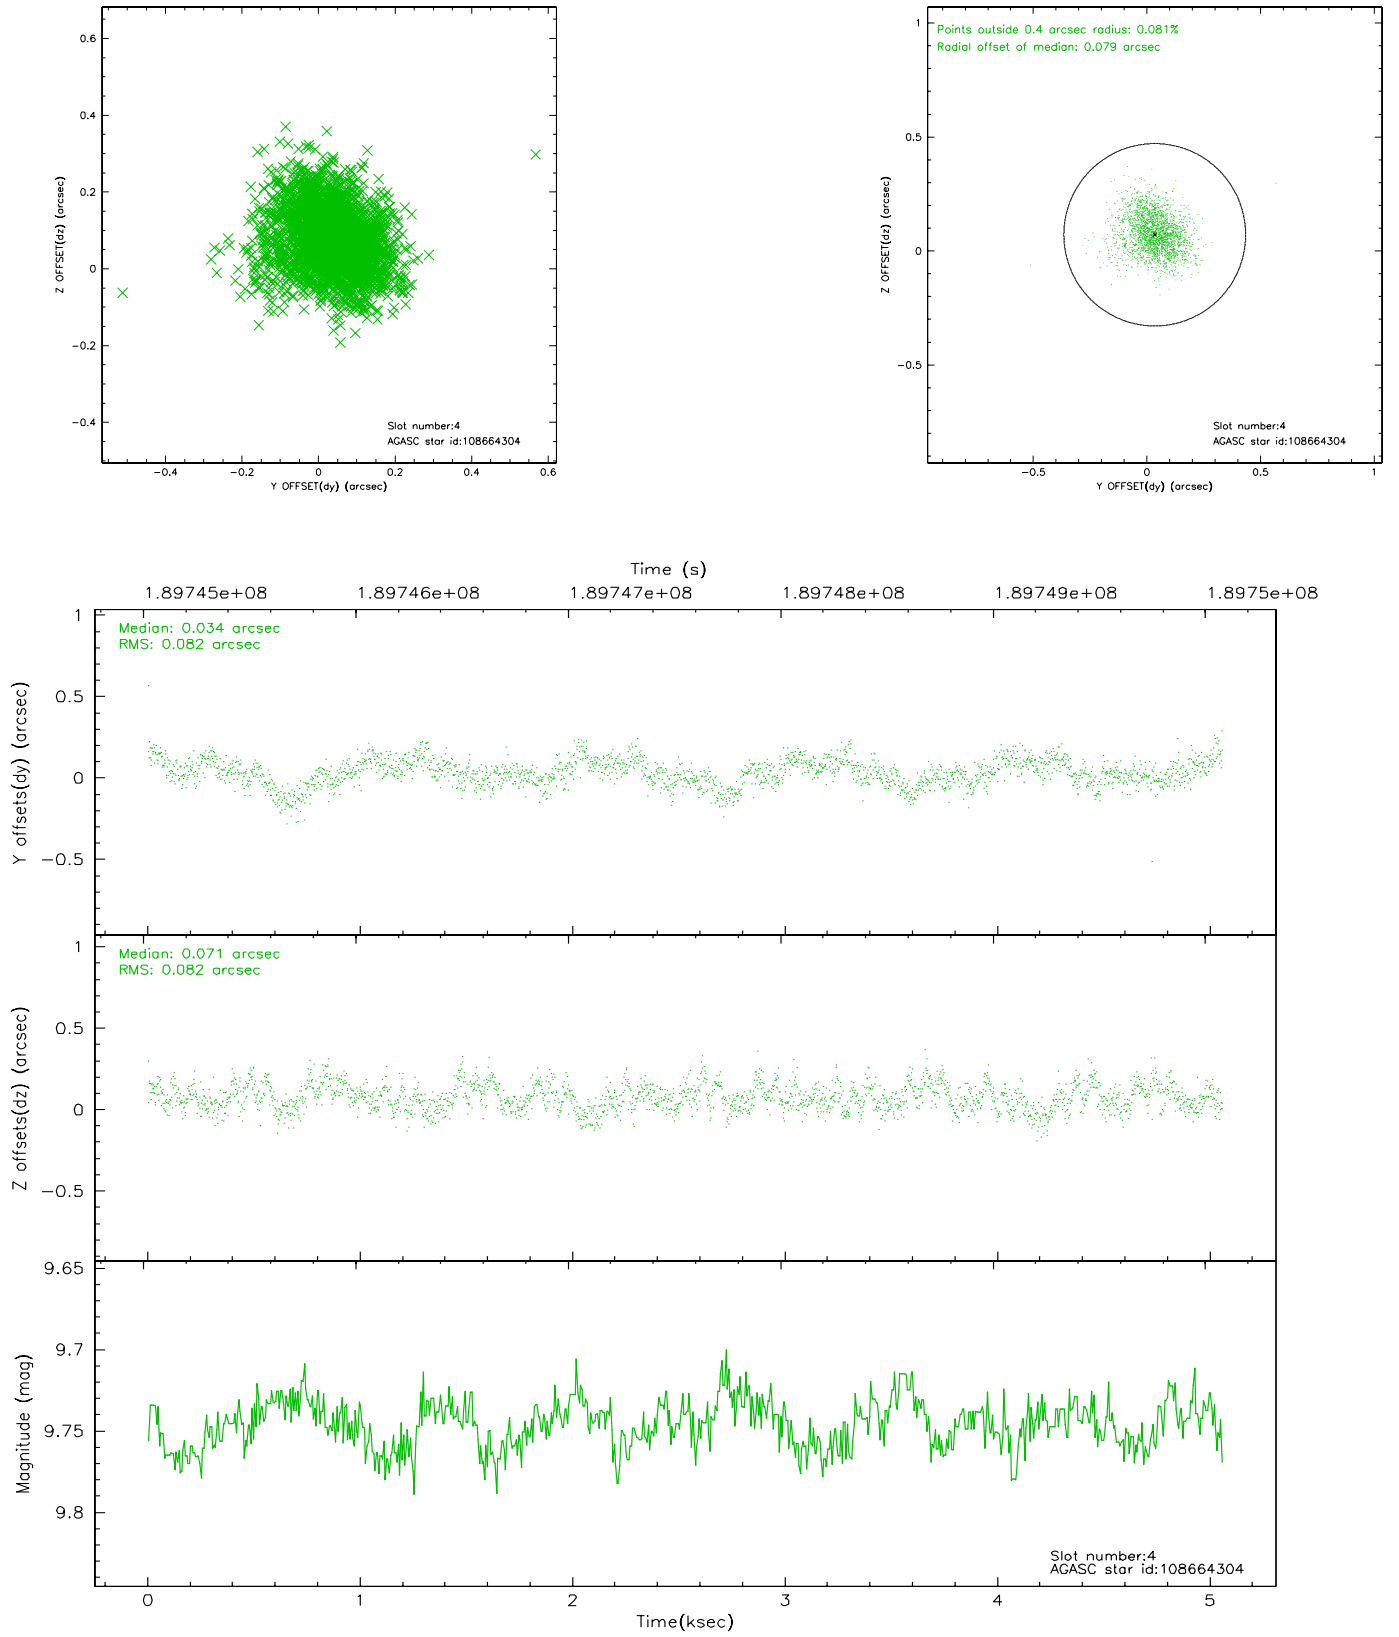 0.6
0.4
0.2
0
−0.2
−0.4
Z OFFSET(dz) (arcsec)
Slot number:4
AGASC star id:108664304
−0.4 −0.2 0 0.2 0.4 0.6
Y OFFSET(dy) (arcsec)
Points outside 0.4 arcsec radius: 0.081%
Radial offset of median: 0.079 arcsec
1
0.5
0
−0.5
Z OFFSET(dz) (arcsec)
Slot number:4
AGASC star id:108664304
−0.5 0 0.5 1
Y OFFSET(dy) (arcsec)
Time (s)
1.89745e+08 1.89746e+08 1.89747e+08 1.89748e+08 1.89749e+08 1.8975e+08
Median: 0.034 arcsec
RMS: 0.082 arcsec
1
0.5
0
−0.5
Y offsets(dy) (arcsec)
Median: 0.071 arcsec
RMS: 0.082 arcsec
1
0.5
0
−0.5
Z offsets(dz) (arcsec)
9.65
9.7
9.75
9.8
Magnitude (mag)
Slot number:4
AGASC star id:108664304
0 1 2 3 4 5
Time(ksec)